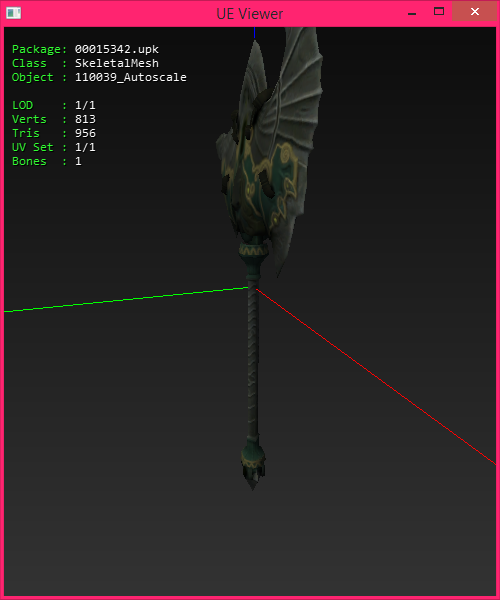 UE Viewer
Package: 00015342.upk
Class  : SkeletalMesh
Object : 110039_Autoscale
LOD    : 1/1
Verts  : 813
Tris   : 956
UV Set : 1/1
Bones  : 1